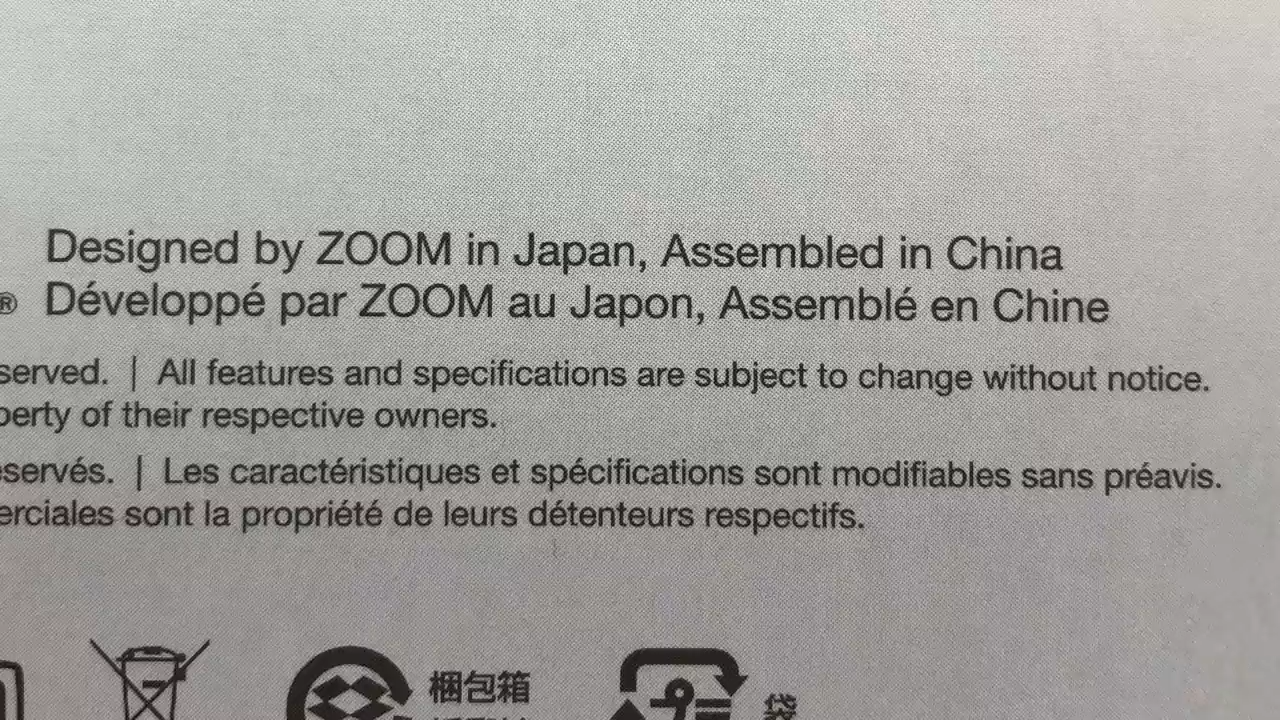 Designed by ZOOM in Japan, Assembled in China
® Développé par ZOOM au Japon, Assemblé en Chine
served. | All features and specifications are subject to change without notice.
perty of their respective owners.
servés. | Les caractéristiques et spécifications sont modifiables sans préavis.
erciales sont la propriété de leurs détenteurs respectifs.
梱包箱
袋